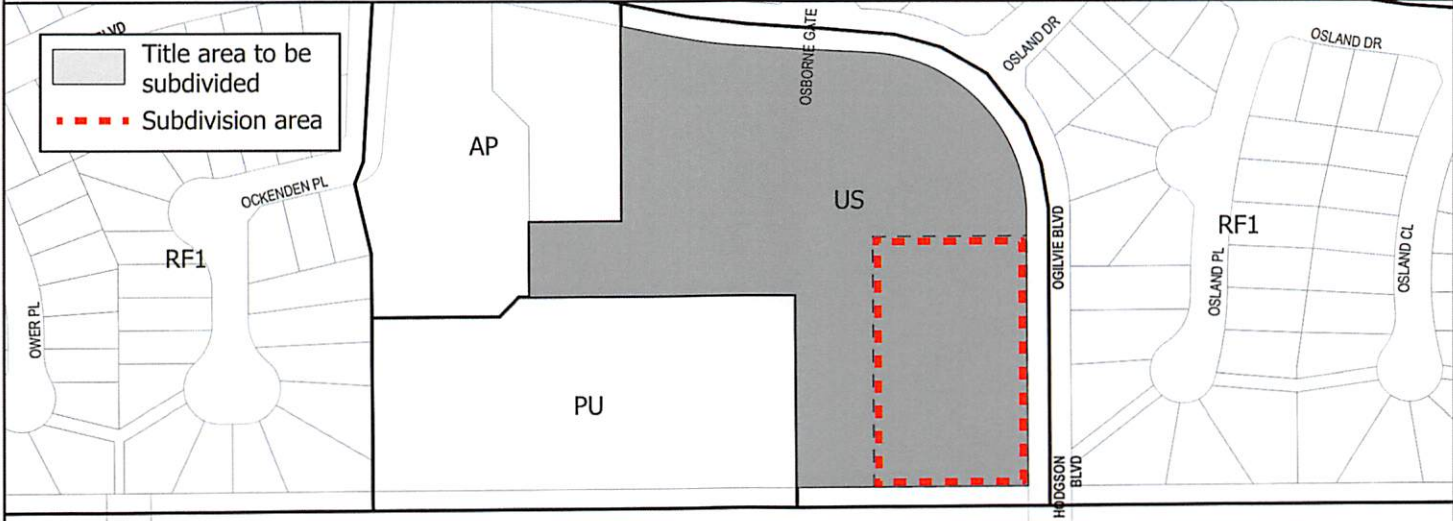 BLVD
Title area to be
subdivided
Subdivision area
AP
OCKENDEN PL
RF1
OWER PL
PU
US
OSBORNE GATE
OSLAND DR
OSLAND DR
OGILVIE BLVD
RF1
OSLAND PL
OSLAND CL
HODGSON
BLVD